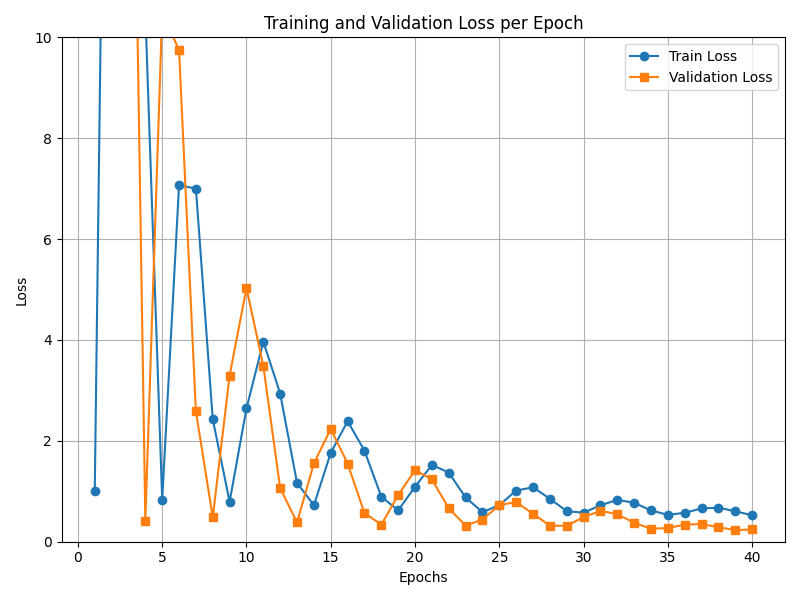 Training and Validation Loss per Epoch
Train Loss
Validation Loss
10
8
6
4
2
0
Loss
0 5 10 15 20 25 30 35 40
Epochs